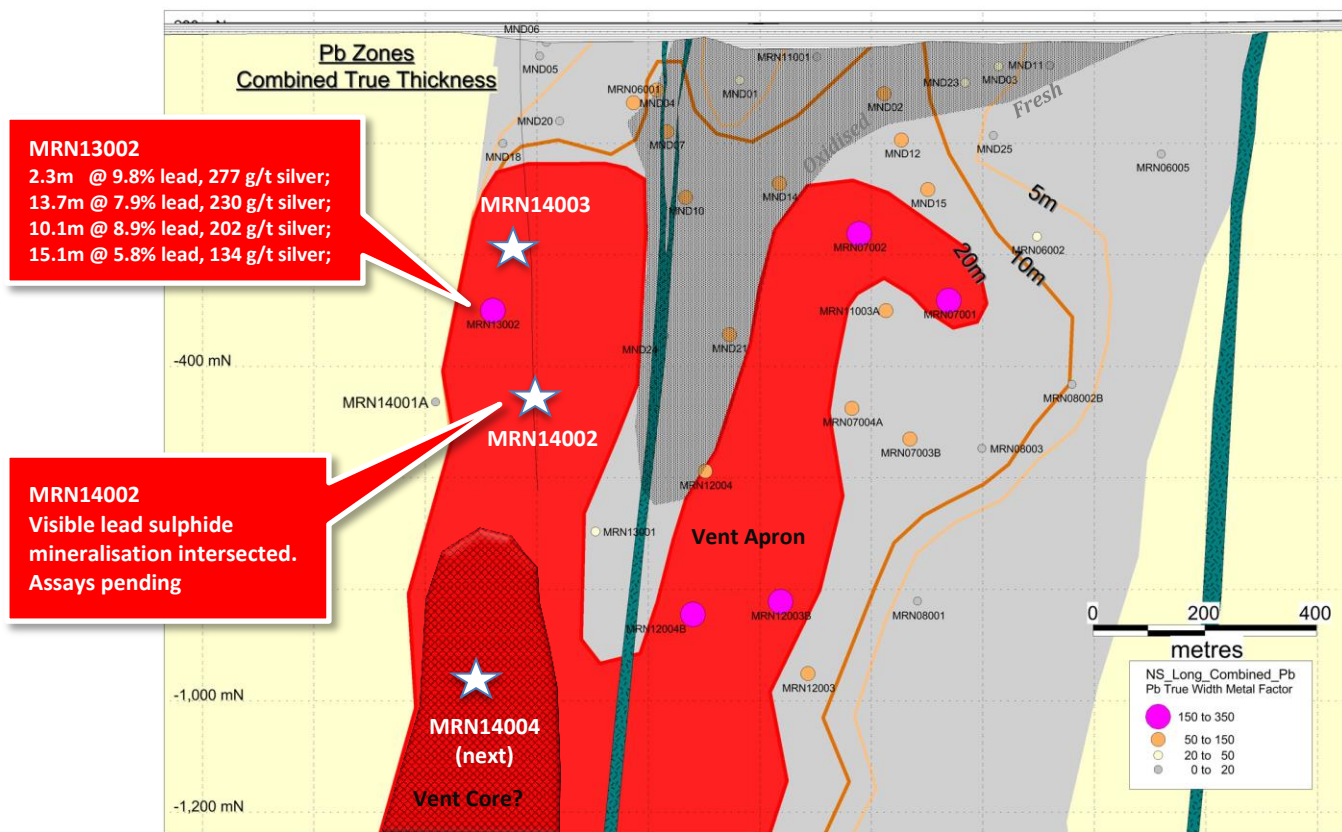 MND06
Pb Zones
Combined True Thickness
MND05
MRN11001
MND11
MND03
MND23
MND01
MRN06001
MND04
MND02
Fresh
MND20
MND07
MND25
Oxidised
MND12
MND18
MRN06005
MRN13002
2.3m @ 9.8% lead, 277 g/t silver;
13.7m @ 7.9% lead, 230 g/t silver;
10.1m @ 8.9% lead, 202 g/t silver;
15.1m @ 5.8% lead, 134 g/t silver;
MND14
MND15
MND10
5m
MRN14003
MRN07002
MRN06002
20m
10m
MRN11003A
MRN07001
MRN13002
MND24
MND21
-400 mN
MRN08002B
MRN14001A
MRN07004A
MRN14002
MRN07003B
MRN08003
MRN12004
MRN14002
Visible lead sulphide
mineralisation intersected.
Assays pending
MRN13001
Vent Apron
MRN08001
MRN12004B
MRN12003B
0 200 400
metres
MRN12003
NS_Long_Combined_Pb
Pb True Width Metal Factor
150 to 350
50 to 150
20 to 50
0 to 20
-1,000 mN
MRN14004
(next)
Vent Core?
-1,200 mN